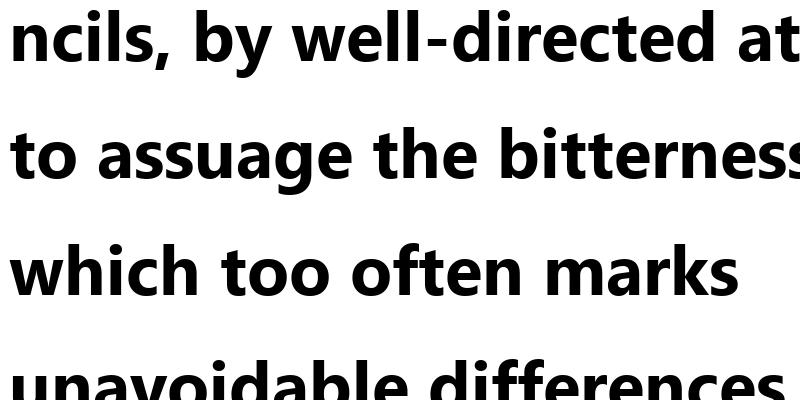 ncils, by well-directed at
to assuage the bitterness
which too often marks
unavoidable differences